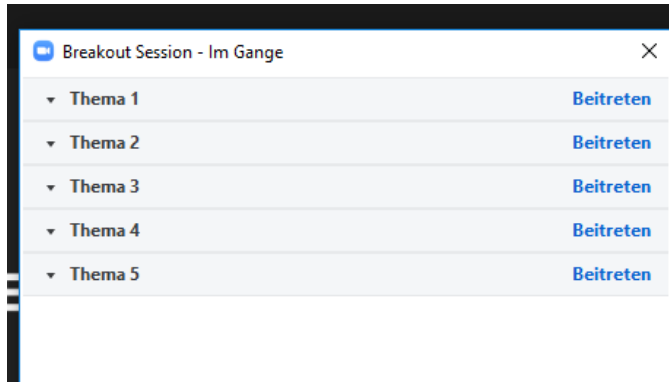 Breakout Session - Im Gange
Thema 1 Beitreten
Thema 2 Beitreten
Thema 3 Beitreten
Thema 4 Beitreten
Thema 5 Beitreten